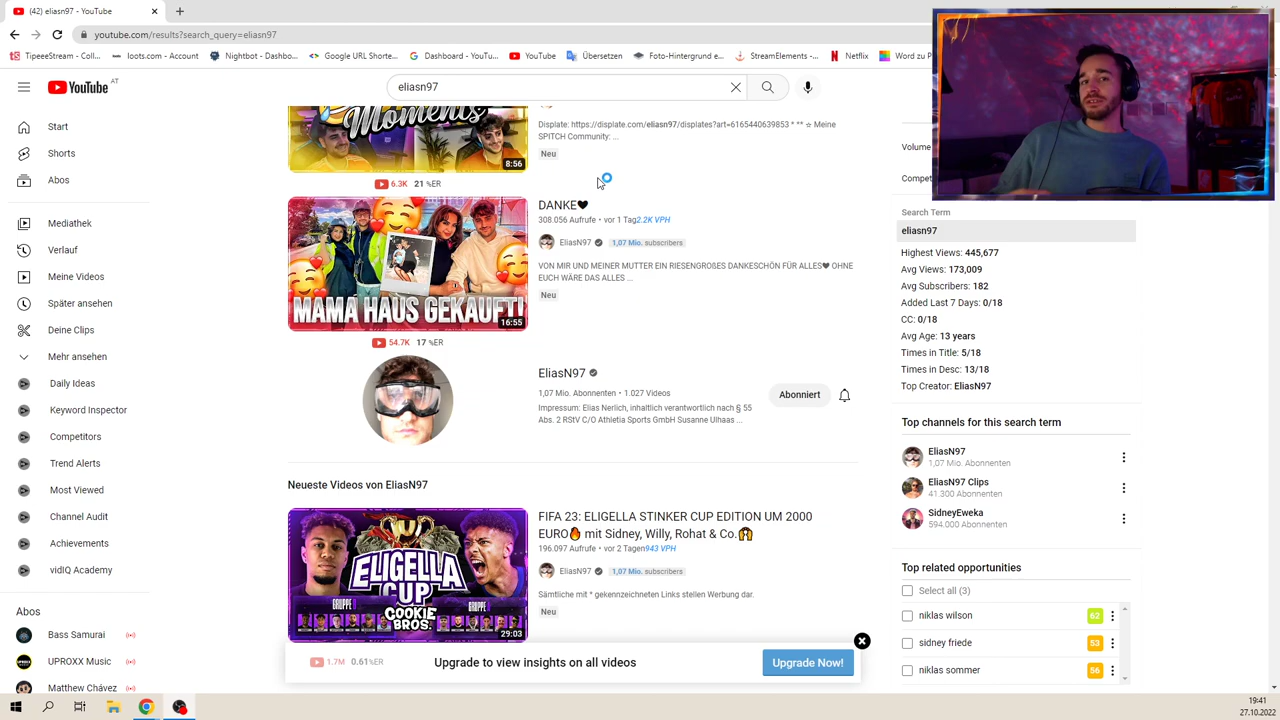 (42) eliasn97 - YouTube
youtube.com/results?search_query=eliasn97
TipeeeStream - ...
loots.com - Account
Nightbot - Dashbo...
Google URL Shorte...
Dashboard - YouTu...
YouTube
Übersetzen
Foto-Hintergrund e...
StreamElements - ...
Netflix
Word zu P
YouTube AT
eliasn97
Start
Shorts
Abos
Mediathek
Verlauf
Meine Videos
Später ansehen
Deine Clips
Mehr ansehen
Daily Ideas
Keyword Inspector
Competitors
Trend Alerts
Most Viewed
Channel Audit
Achievements
vidIQ Academy
Abos
Bass Samurai
UPROXX Music
Matthew Chávez
Moments
8:56
Displate: https://displate.com/eliasn97/displates?art=6165440639853 * ** ☆ Meine
SPITCH Community: ...
Neu
6.3K 21 %ER
MAMA HAUS GEKAUFT!
16:55
DANKE🖤
308.056 Aufrufe • vor 1 Tag2.2K VPH
EliasN97 1,07 Mio. subscribers
VON MIR UND MEINER MUTTER EIN RIESENGROẞES DANKESCHÖN FÜR ALLES🖤 OHNE
EUCH WÄRE DAS ALLES ...
Neu
54.7K 17 %ER
EliasN97
1,07 Mio. Abonnenten • 1.027 Videos
Impressum: Elias Nerlich, inhaltlich verantwortlich nach § 55
Abs. 2 RStV C/O Athletia Sports GmbH Susanne Ulhaas ...
Abonniert
Neueste Videos von EliasN97
ELIGELLA
CUP
COOKIE
BROS.
GRUPPE
GRUPPE
29:03
FIFA 23: ELIGELLA STINKER CUP EDITION UM 2000
EURO🔥 mit Sidney, Willy, Rohat & Co.🙌
196.097 Aufrufe • vor 2 Tagen943 VPH
EliasN97 1,07 Mio. subscribers
Sämtliche mit * gekennzeichneten Links stellen Werbung dar.
Neu
1.7M 0.61%ER
Upgrade to view insights on all videos
Upgrade Now!
Volume
Compet
Search Term
eliasn97
Highest Views: 445,677
Avg Views: 173,009
Avg Subscribers: 182
Added Last 7 Days: 0/18
CC: 0/18
Avg Age: 13 years
Times in Title: 5/18
Times in Desc: 13/18
Top Creator: EliasN97
Top channels for this search term
EliasN97
1,07 Mio. Abonnenten
EliasN97 Clips
41.300 Abonnenten
SidneyEweka
594.000 Abonnenten
Top related opportunities
Select all (3)
niklas wilson 62
sidney friede 53
niklas sommer 56
19:41
27.10.2022